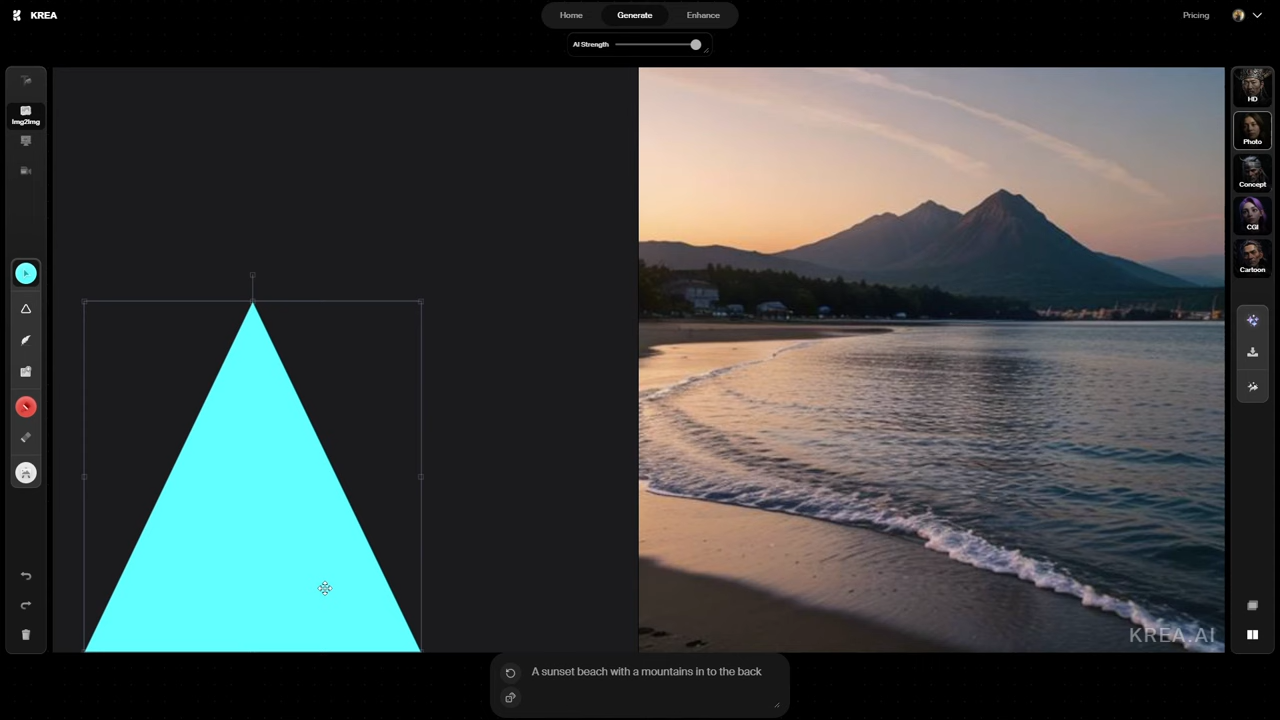 KREA
Home
Generate
Enhance
Pricing
AI Strength
Img2Img
HD
Photo
Concept
CGI
Cartoon
KREA.AI
A sunset beach with a mountains in to the back